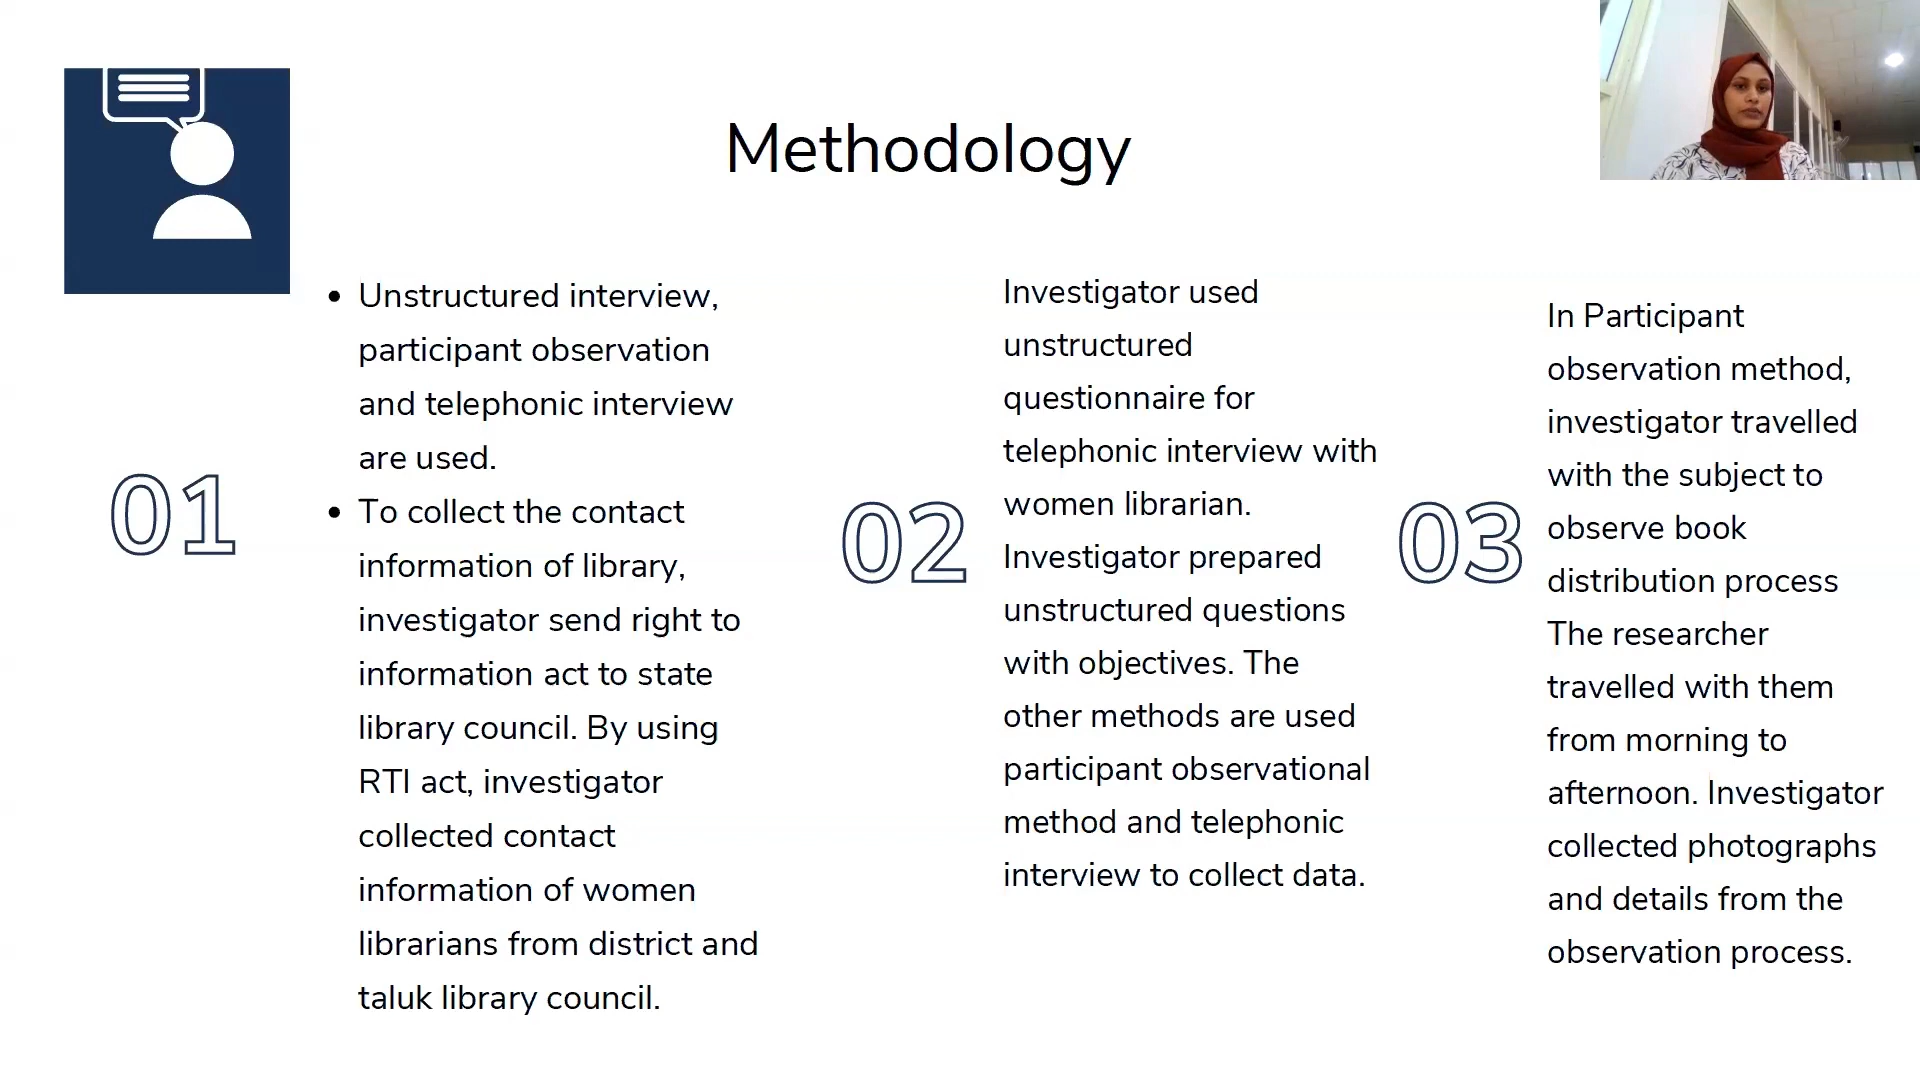 Methodology
01
• Unstructured interview,
participant observation
and telephonic interview
are used.
• To collect the contact
information of library,
investigator send right to
information act to state
library council. By using
RTI act, investigator
collected contact
information of women
librarians from district and
taluk library council.
02
Investigator used
unstructured
questionnaire for
telephonic interview with
women librarian.
Investigator prepared
unstructured questions
with objectives. The
other methods are used
participant observational
method and telephonic
interview to collect data.
03
In Participant
observation method,
investigator travelled
with the subject to
observe book
distribution process
The researcher
travelled with them
from morning to
afternoon. Investigator
collected photographs
and details from the
observation process.